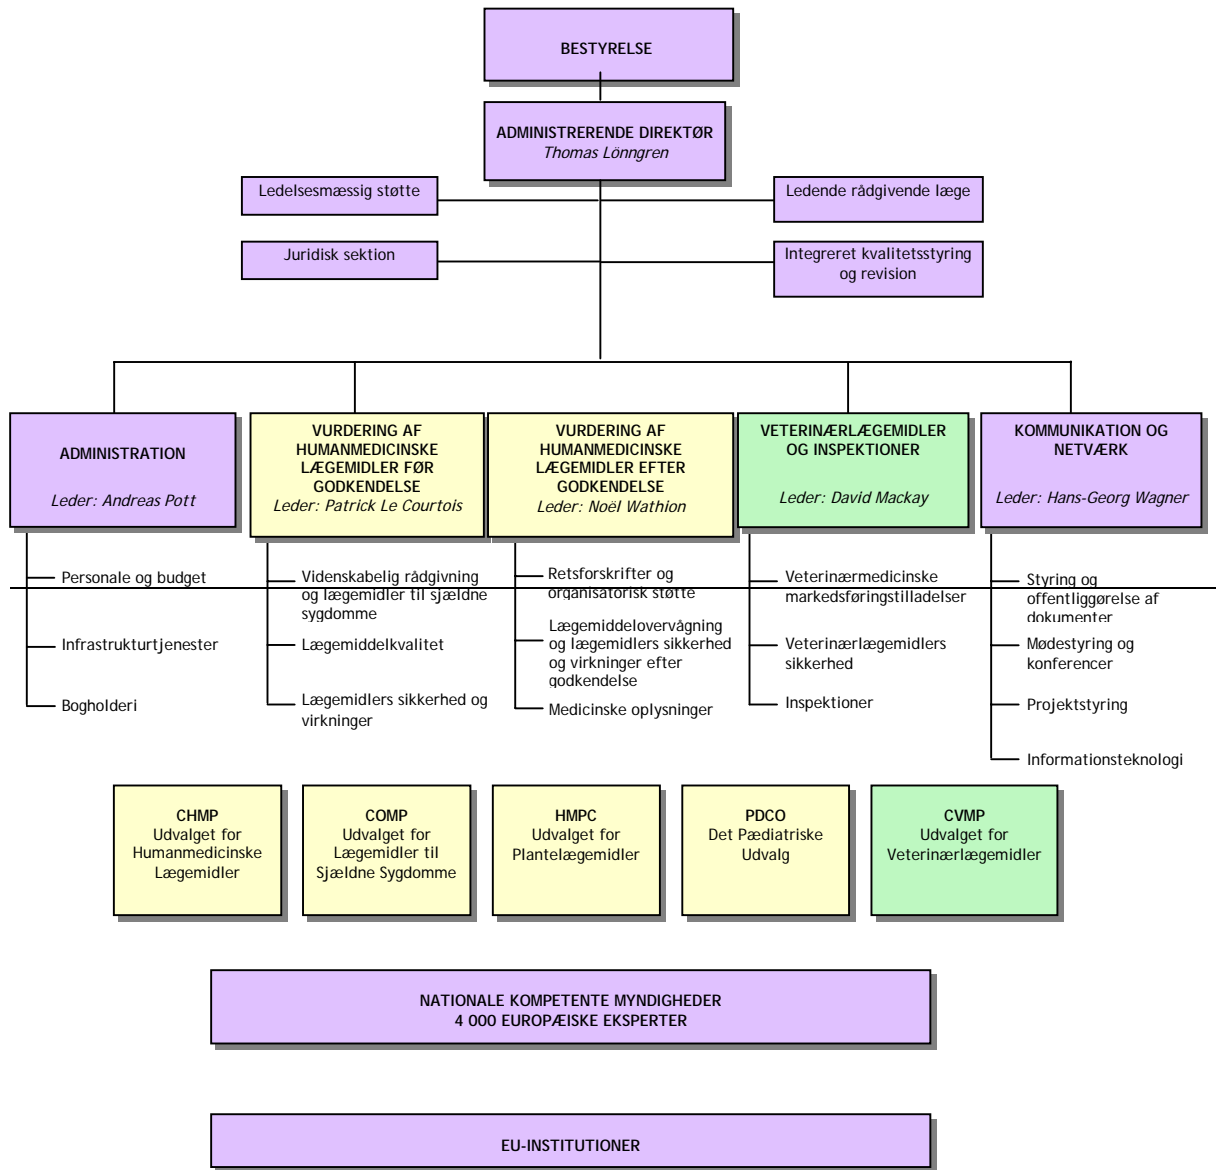 BESTYRELSE
ADMINISTRERENDE DIREKTØR
Thomas Lönngren
Ledelsesmæssig støtte
Ledende rådgivende læge
Juridisk sektion
Integreret kvalitetsstyring
og revision
ADMINISTRATION
Leder: Andreas Pott
VURDERING AF
HUMANMEDICINSKE
LÆGEMIDLER FØR
GODKENDELSE
Leder: Patrick Le Courtois
VURDERING AF
HUMANMEDICINSKE
LÆGEMIDLER EFTER
GODKENDELSE
Leder: Noël Wathion
VETERINÆRLÆGEMIDLER
OG INSPEKTIONER
Leder: David Mackay
KOMMUNIKATION OG
NETVÆRK
Leder: Hans-Georg Wagner
Personale og budget
Infrastrukturtjenester
Bogholderi
Videnskabelig rådgivning
og lægemidler til sjældne
sygdomme
Lægemiddelkvalitet
Lægemidlers sikkerhed og
virkninger
Retsforskrifter og
organisatorisk støtte
Lægemiddelovervågning
og lægemidlers sikkerhed
og virkninger efter
godkendelse
Medicinske oplysninger
Veterinærmedicinske
markedsføringstilladelser
Veterinærlægemidlers
sikkerhed
Inspektioner
Styring og
offentliggørelse af
dokumenter
Mødestyring og
konferencer
Projektstyring
Informationsteknologi
CHMP
Udvalget for
Humanmedicinske
Lægemidler
COMP
Udvalget for
Lægemidler til
Sjældne Sygdomme
HMPC
Udvalget for
Plantelægemidler
PDCO
Det Pædiatriske
Udvalg
CVMP
Udvalget for
Veterinærlægemidler
NATIONALE KOMPETENTE MYNDIGHEDER
4 000 EUROPÆISKE EKSPERTER
EU-INSTITUTIONER